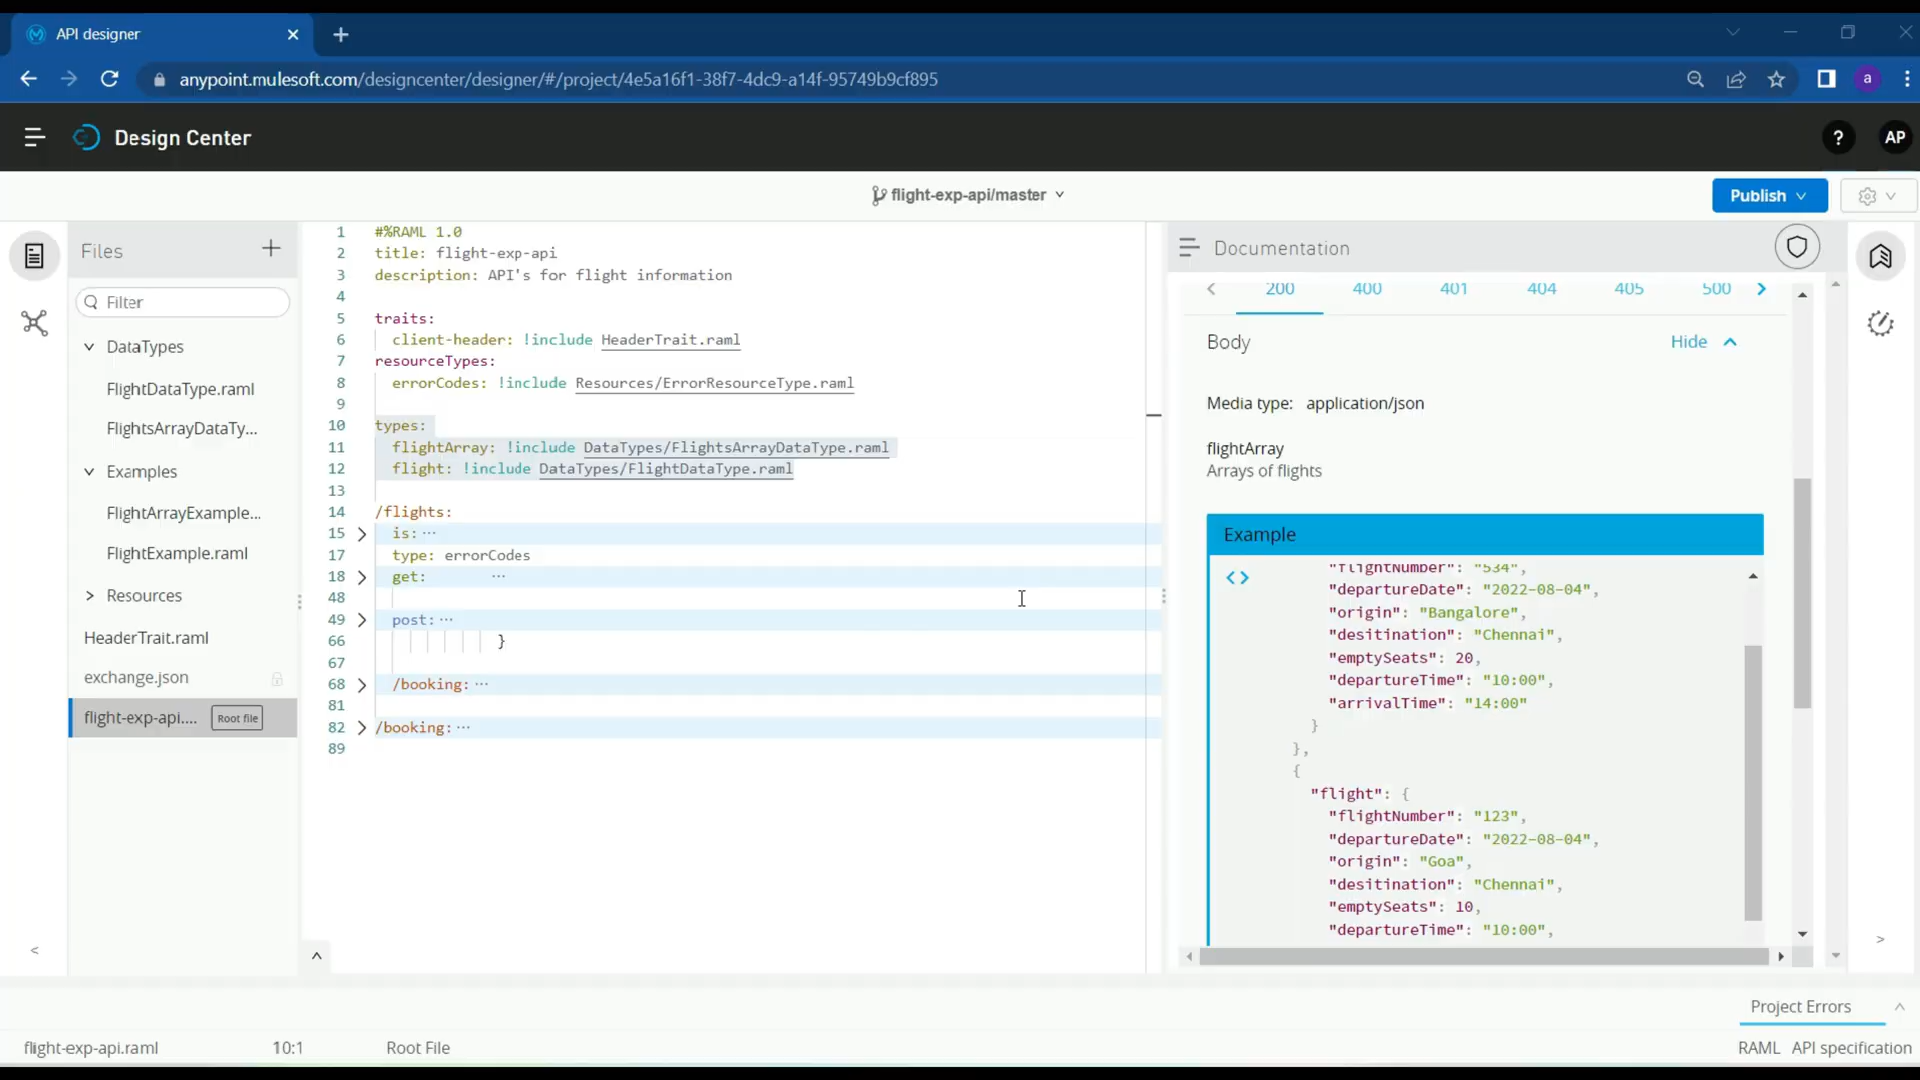 API designer
anypoint.mulesoft.com/designcenter/designer/#/project/4e5a16f1-38f7-4dc9-a14f-95749b9cf895
a
Design Center
?
AP
flight-exp-api/master
Publish
Files
Filter
DataTypes
FlightDataType.raml
FlightsArrayDataTy...
Examples
FlightArrayExample...
FlightExample.raml
Resources
HeaderTrait.raml
exchange.json
flight-exp-api.... Root file
1 #%RAML 1.0
2 title: flight-exp-api
3 description: API's for flight information
4
5 traits:
6 client-header: !include HeaderTrait.raml
7 resourceTypes:
8 errorCodes: !include Resources/ErrorResourceType.raml
9
10 types:
11 flightArray: !include DataTypes/FlightsArrayDataType.raml
12 flight: !include DataTypes/FlightDataType.raml
13
14 /flights:
15 is: ...
17 type: errorCodes
18 get: ...
48
49 post: ...
66 }
67
68 /booking: ...
81
82 /booking: ...
89
Documentation
200 400 401 404 405 500
Body Hide
Media type: application/json
flightArray
Arrays of flights
Example
<>
"flightNumber": "534",
"departureDate": "2022-08-04",
"origin": "Bangalore",
"desitination": "Chennai",
"emptySeats": 20,
"departureTime": "10:00",
"arrivalTime": "14:00"
}
},
{
"flight": {
"flightNumber": "123",
"departureDate": "2022-08-04",
"origin": "Goa",
"desitination": "Chennai",
"emptySeats": 10,
"departureTime": "10:00",
Project Errors
flight-exp-api.raml 10:1 Root File RAML API specification